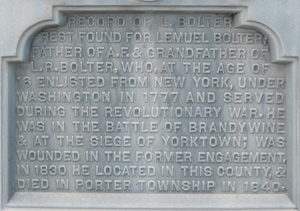 RECORD OF L. BOLTER.
BEST FOUND FOR LEMUEL BOLTER,
FATHER OF A.F. & GRANDFATHER OF
L.R. BOLTER, WHO, AT THE AGE OF
16 ENLISTED FROM NEW YORK, UNDER
WASHINGTON IN 1777 AND SERVED
DURING THE REVOLUTIONARY WAR. HE
WAS IN THE BATTLE OF BRANDYWINE
& AT THE SIEGE OF YORKTOWN; WAS
WOUNDED IN THE FORMER ENGAGEMENT,
IN 1830 HE LOCATED IN THIS COUNTY, &
DIED IN PORTER TOWNSHIP IN 1840.